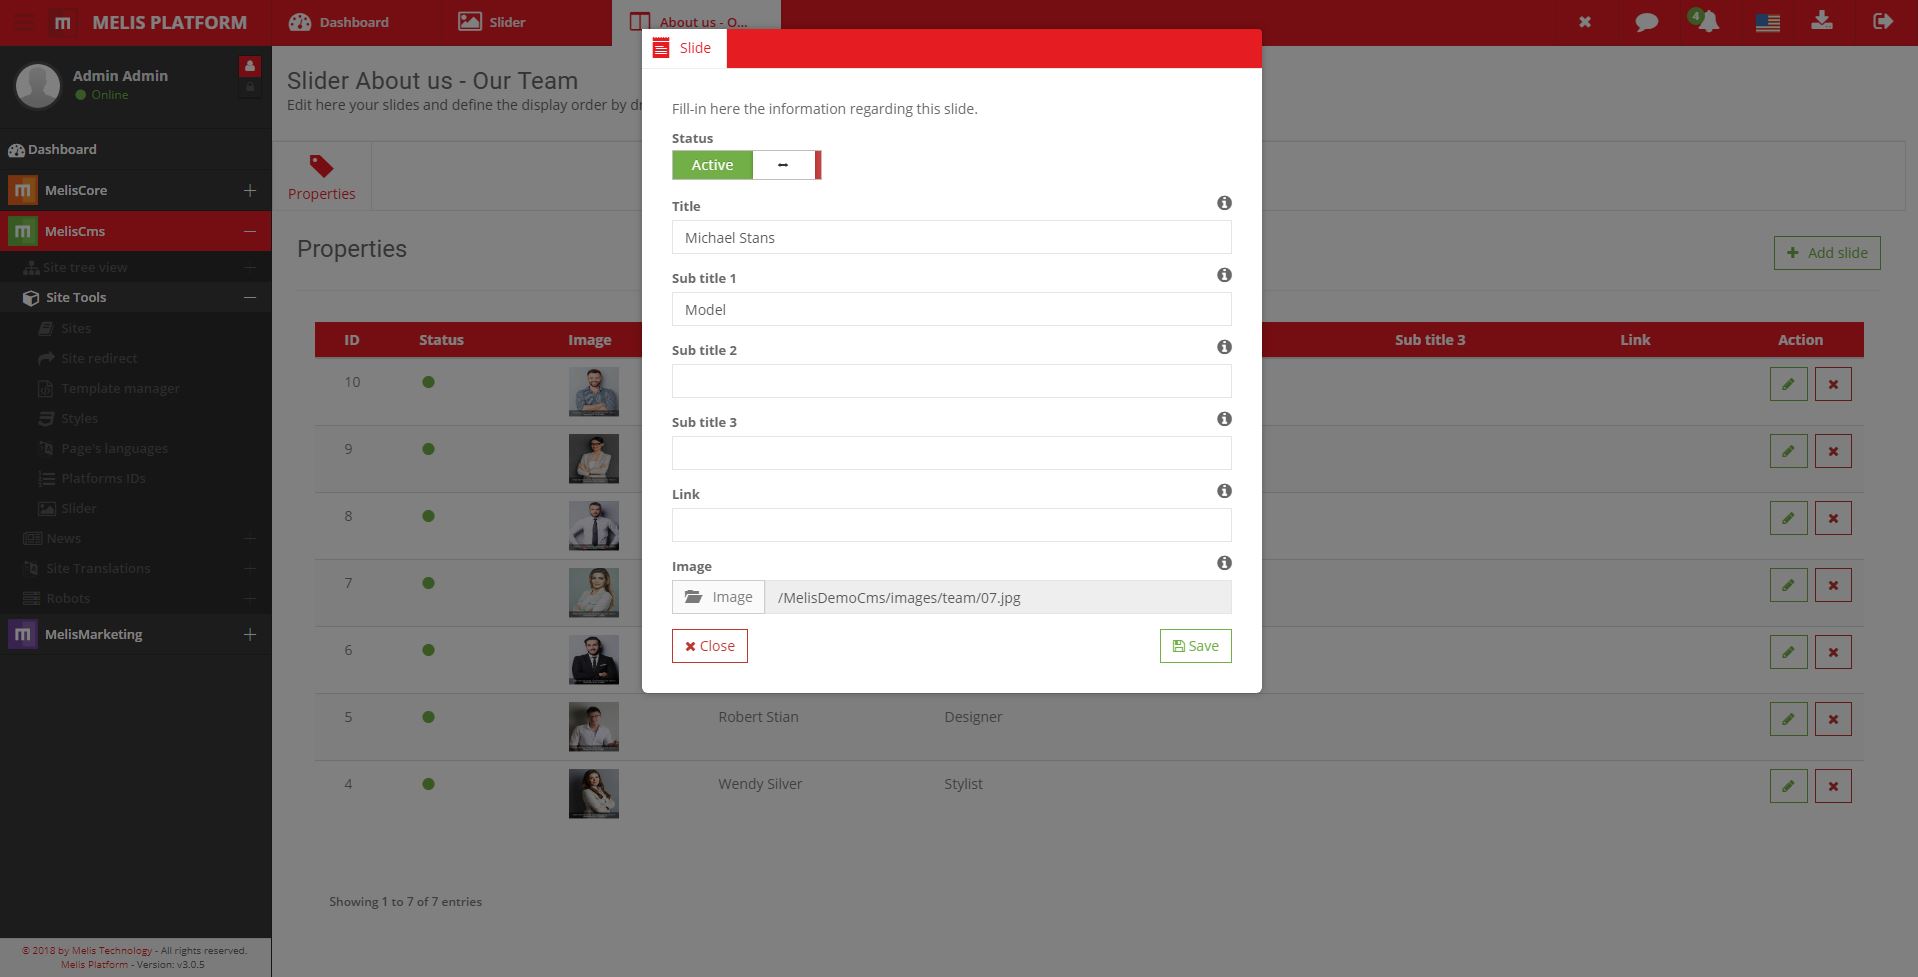 MELIS PLATFORM
Dashboard
Slider
About us - O...
4
Admin Admin
Online
Dashboard
MelisCore
MelisCms
Site tree view
Site Tools
Sites
Site redirect
Template manager
Styles
Page's languages
Platforms IDs
Slider
News
Site Translations
Robots
MelisMarketing
© 2018 by Melis Technology - All rights reserved.
Melis Platform - Version: v3.0.5
Slider About us - Our Team
Edit here your slides and define the display order by
Properties
Properties
Add slide
ID Status Image Sub title 3 Link Action
10
9
8
7
6
5 Robert Stian Designer
4 Wendy Silver Stylist
Showing 1 to 7 of 7 entries
Slide
Fill-in here the information regarding this slide.
Status
Active
Title
Michael Stans
Sub title 1
Model
Sub title 2
Sub title 3
Link
Image
Image /MelisDemoCms/images/team/07.jpg
Close
Save